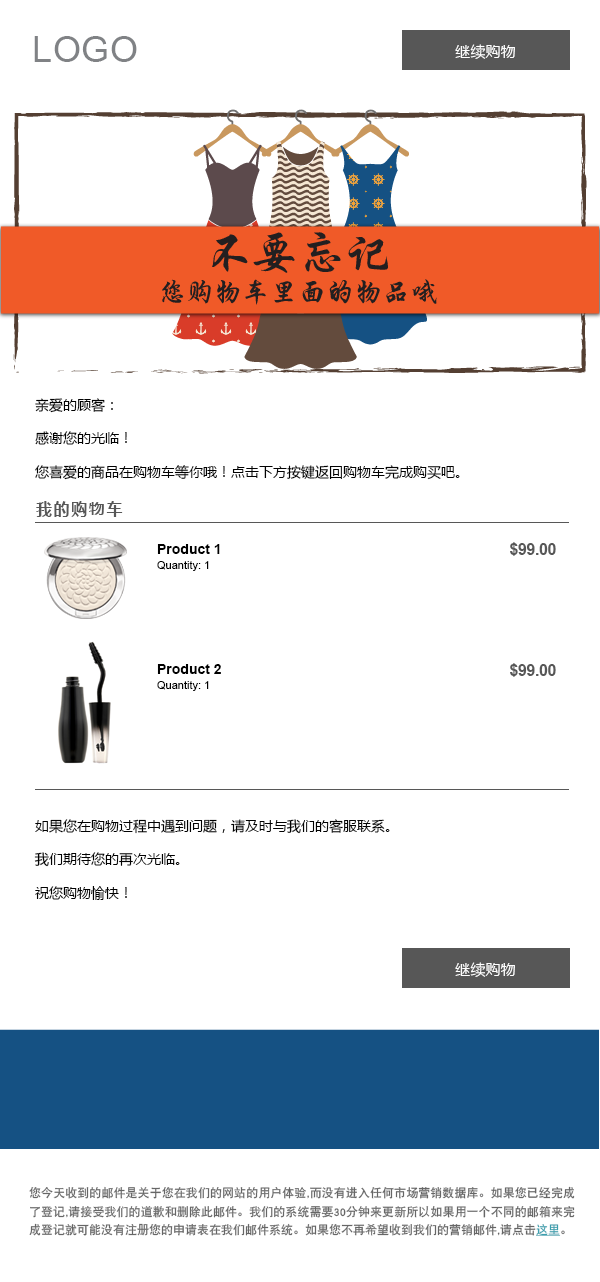 LOGO
继续购物
不要忘记
您购物车里面的物品哦
亲爱的顾客：
感谢您的光临！
您喜爱的商品在购物车等你哦！点击下方按键返回购物车完成购买吧。
我的购物车
Product 1
$99.00
Quantity: 1
Product 2
$99.00
Quantity: 1
如果您在购物过程中遇到问题，请及时与我们的客服联系。
我们期待您的再次光临。
祝您购物愉快！
继续购物
您今天收到的邮件是关于您在我们的网站的用户体验,而没有进入任何市场营销数据库。如果您已经完成
了登记,请接受我们的道歉和删除此邮件。我们的系统需要30分钟来更新所以如果用一个不同的邮箱来完
成登记就可能没有注册您的申请表在我们邮件系统。如果您不再希望收到我们的营销邮件,请点击这里。